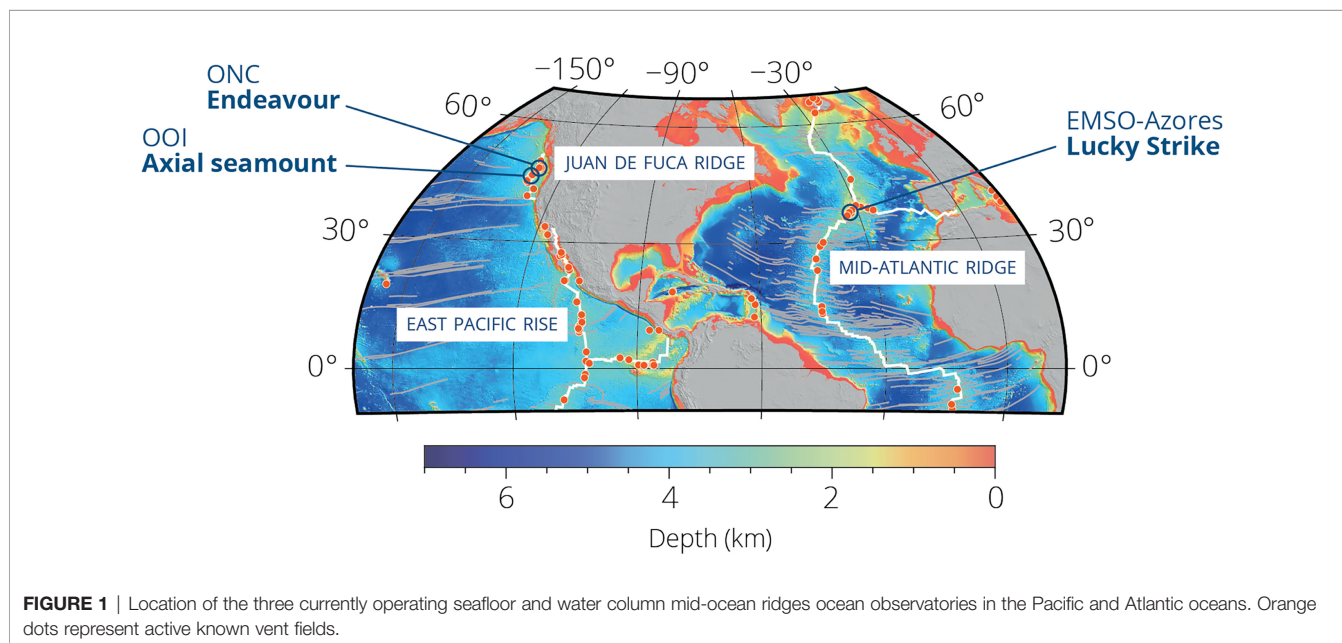 −150°
−90°
−30°
ONC
Endeavour
60°
60°
OOI
Axial seamount
EMSO-Azores
Lucky Strike
JUAN DE FUCA RIDGE
30°
30°
MID-ATLANTIC RIDGE
EAST PACIFIC RISE
0°
0°
6
4
2
0
Depth (km)
FIGURE 1 | Location of the three currently operating seafloor and water column mid-ocean ridges ocean observatories in the Pacific and Atlantic oceans. Orange
dots represent active known vent fields.